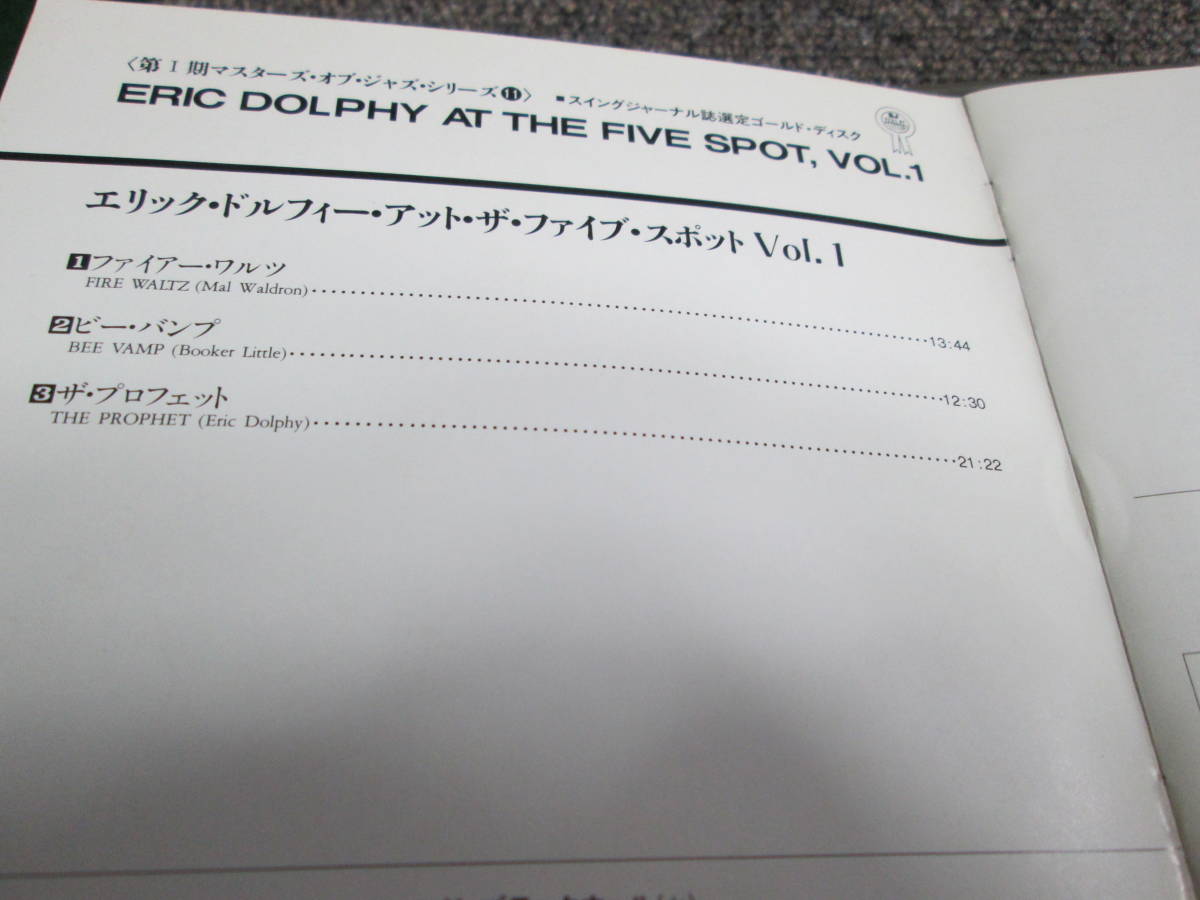 〈第Ⅰ期マスターズ・オブ・ジャズ・シリーズ⓫〉 ■スイングジャーナル誌選定ゴールド・ディスク
ERIC DOLPHY AT THE FIVE SPOT, VOL.1
エリック・ドルフィー・アット・ザ・ファイブ・スポット Vol.1
1 ファイアー・ワルツ
FIRE WALTZ (Mal Waldron) 13:44
2 ビー・バンプ
BEE VAMP (Booker Little) 12:30
3 ザ・プロフェット
THE PROPHET (Eric Dolphy) 21:22